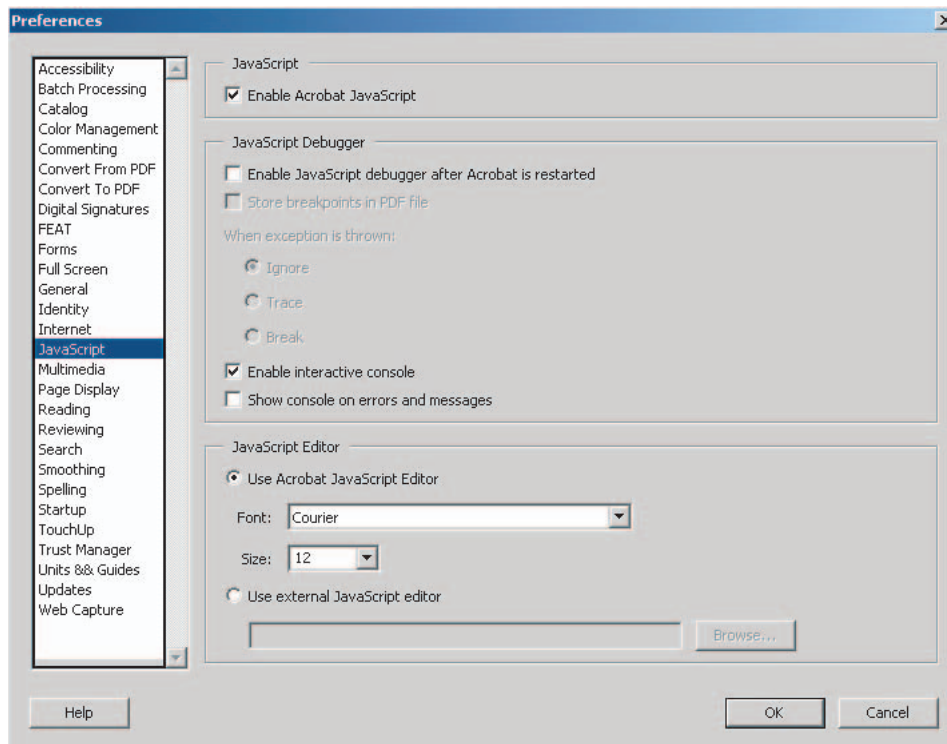 Preferences
Accessibility
Batch Processing
Catalog
Color Management
Commenting
Convert From PDF
Convert To PDF
Digital Signatures
FEAT
Forms
Full Screen
General
Identity
Internet
JavaScript
Multimedia
Page Display
Reading
Reviewing
Search
Smoothing
Spelling
Startup
TouchUp
Trust Manager
Units && Guides
Updates
Web Capture
JavaScript
Enable Acrobat JavaScript
JavaScript Debugger
Enable JavaScript debugger after Acrobat is restarted
Store breakpoints in PDF file
When exception is thrown:
Ignore
Trace
Break
Enable interactive console
Show console on errors and messages
JavaScript Editor
Use Acrobat JavaScript Editor
Font: Courier
Size: 12
Use external JavaScript editor
Browse...
Help
OK
Cancel